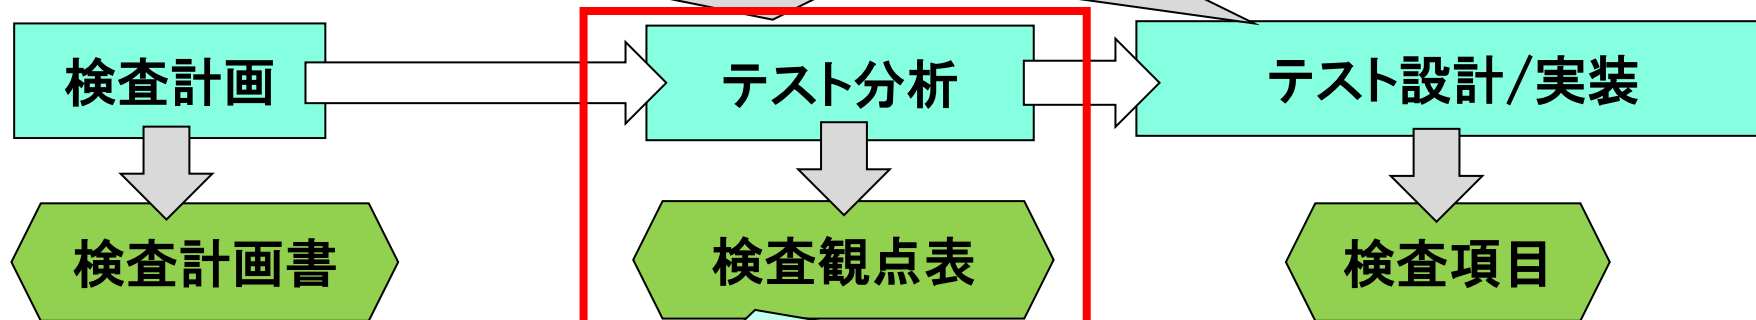 検査計画
テスト分析
テスト設計/実装
検査計画書
検査観点表
検査項目